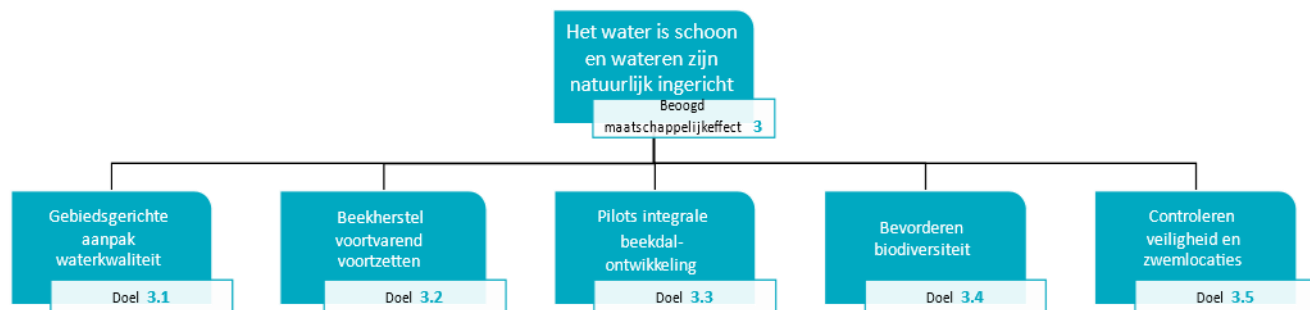 Het water is schoon
en wateren zijn
natuurlijk ingericht
Beoogd
maatschappelijkeffect 3
Gebiedsgerichte
aanpak
waterkwaliteit
Doel 3.1
Beekherstel
voortvarend
voortzetten
Doel 3.2
Pilots integrale
beekdal-
ontwikkeling
Doel 3.3
Bevorderen
biodiversiteit
Doel 3.4
Controleren
veiligheid en
zwemlocaties
Doel 3.5